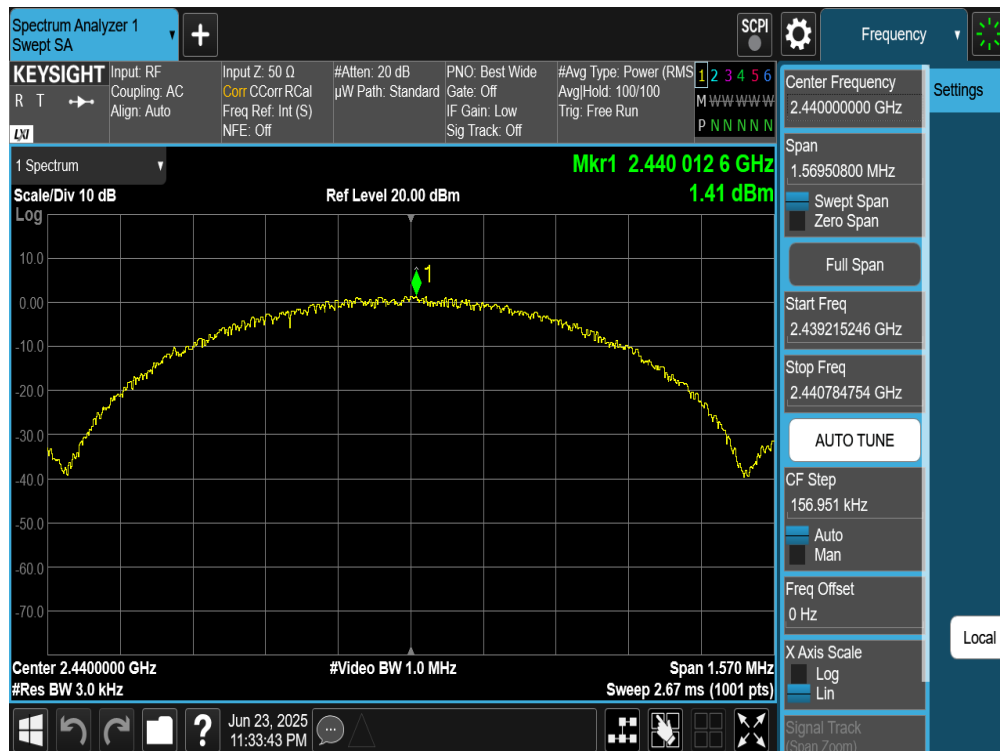 Spectrum Analyzer 1
Swept SA
+
SCPI
Frequency
KEYSIGHT
R T
LXI
Input: RF
Coupling: AC
Align: Auto
Input Z: 50 Ω
Corr CCorr RCal
Freq Ref: Int (S)
NFE: Off
#Atten: 20 dB
µW Path: Standard
PNO: Best Wide
Gate: Off
IF Gain: Low
Sig Track: Off
#Avg Type: Power (RMS
Avg|Hold: 100/100
Trig: Free Run
1 2 3 4 5 6
M W W W W W
P N N N N N
1 Spectrum
Scale/Div 10 dB
Log
Ref Level 20.00 dBm
Mkr1 2.440 012 6 GHz
1.41 dBm
1
10.0
0.00
-10.0
-20.0
-30.0
-40.0
-50.0
-60.0
-70.0
Center 2.4400000 GHz
#Res BW 3.0 kHz
#Video BW 1.0 MHz
Span 1.570 MHz
Sweep 2.67 ms (1001 pts)
Center Frequency
2.440000000 GHz
Span
1.56950800 MHz
Swept Span
Zero Span
Full Span
Start Freq
2.439215246 GHz
Stop Freq
2.440784754 GHz
AUTO TUNE
CF Step
156.951 kHz
Auto
Man
Freq Offset
0 Hz
X Axis Scale
Log
Lin
Signal Track
(Span Zoom)
Settings
Local
?
Jun 23, 2025
11:33:43 PM